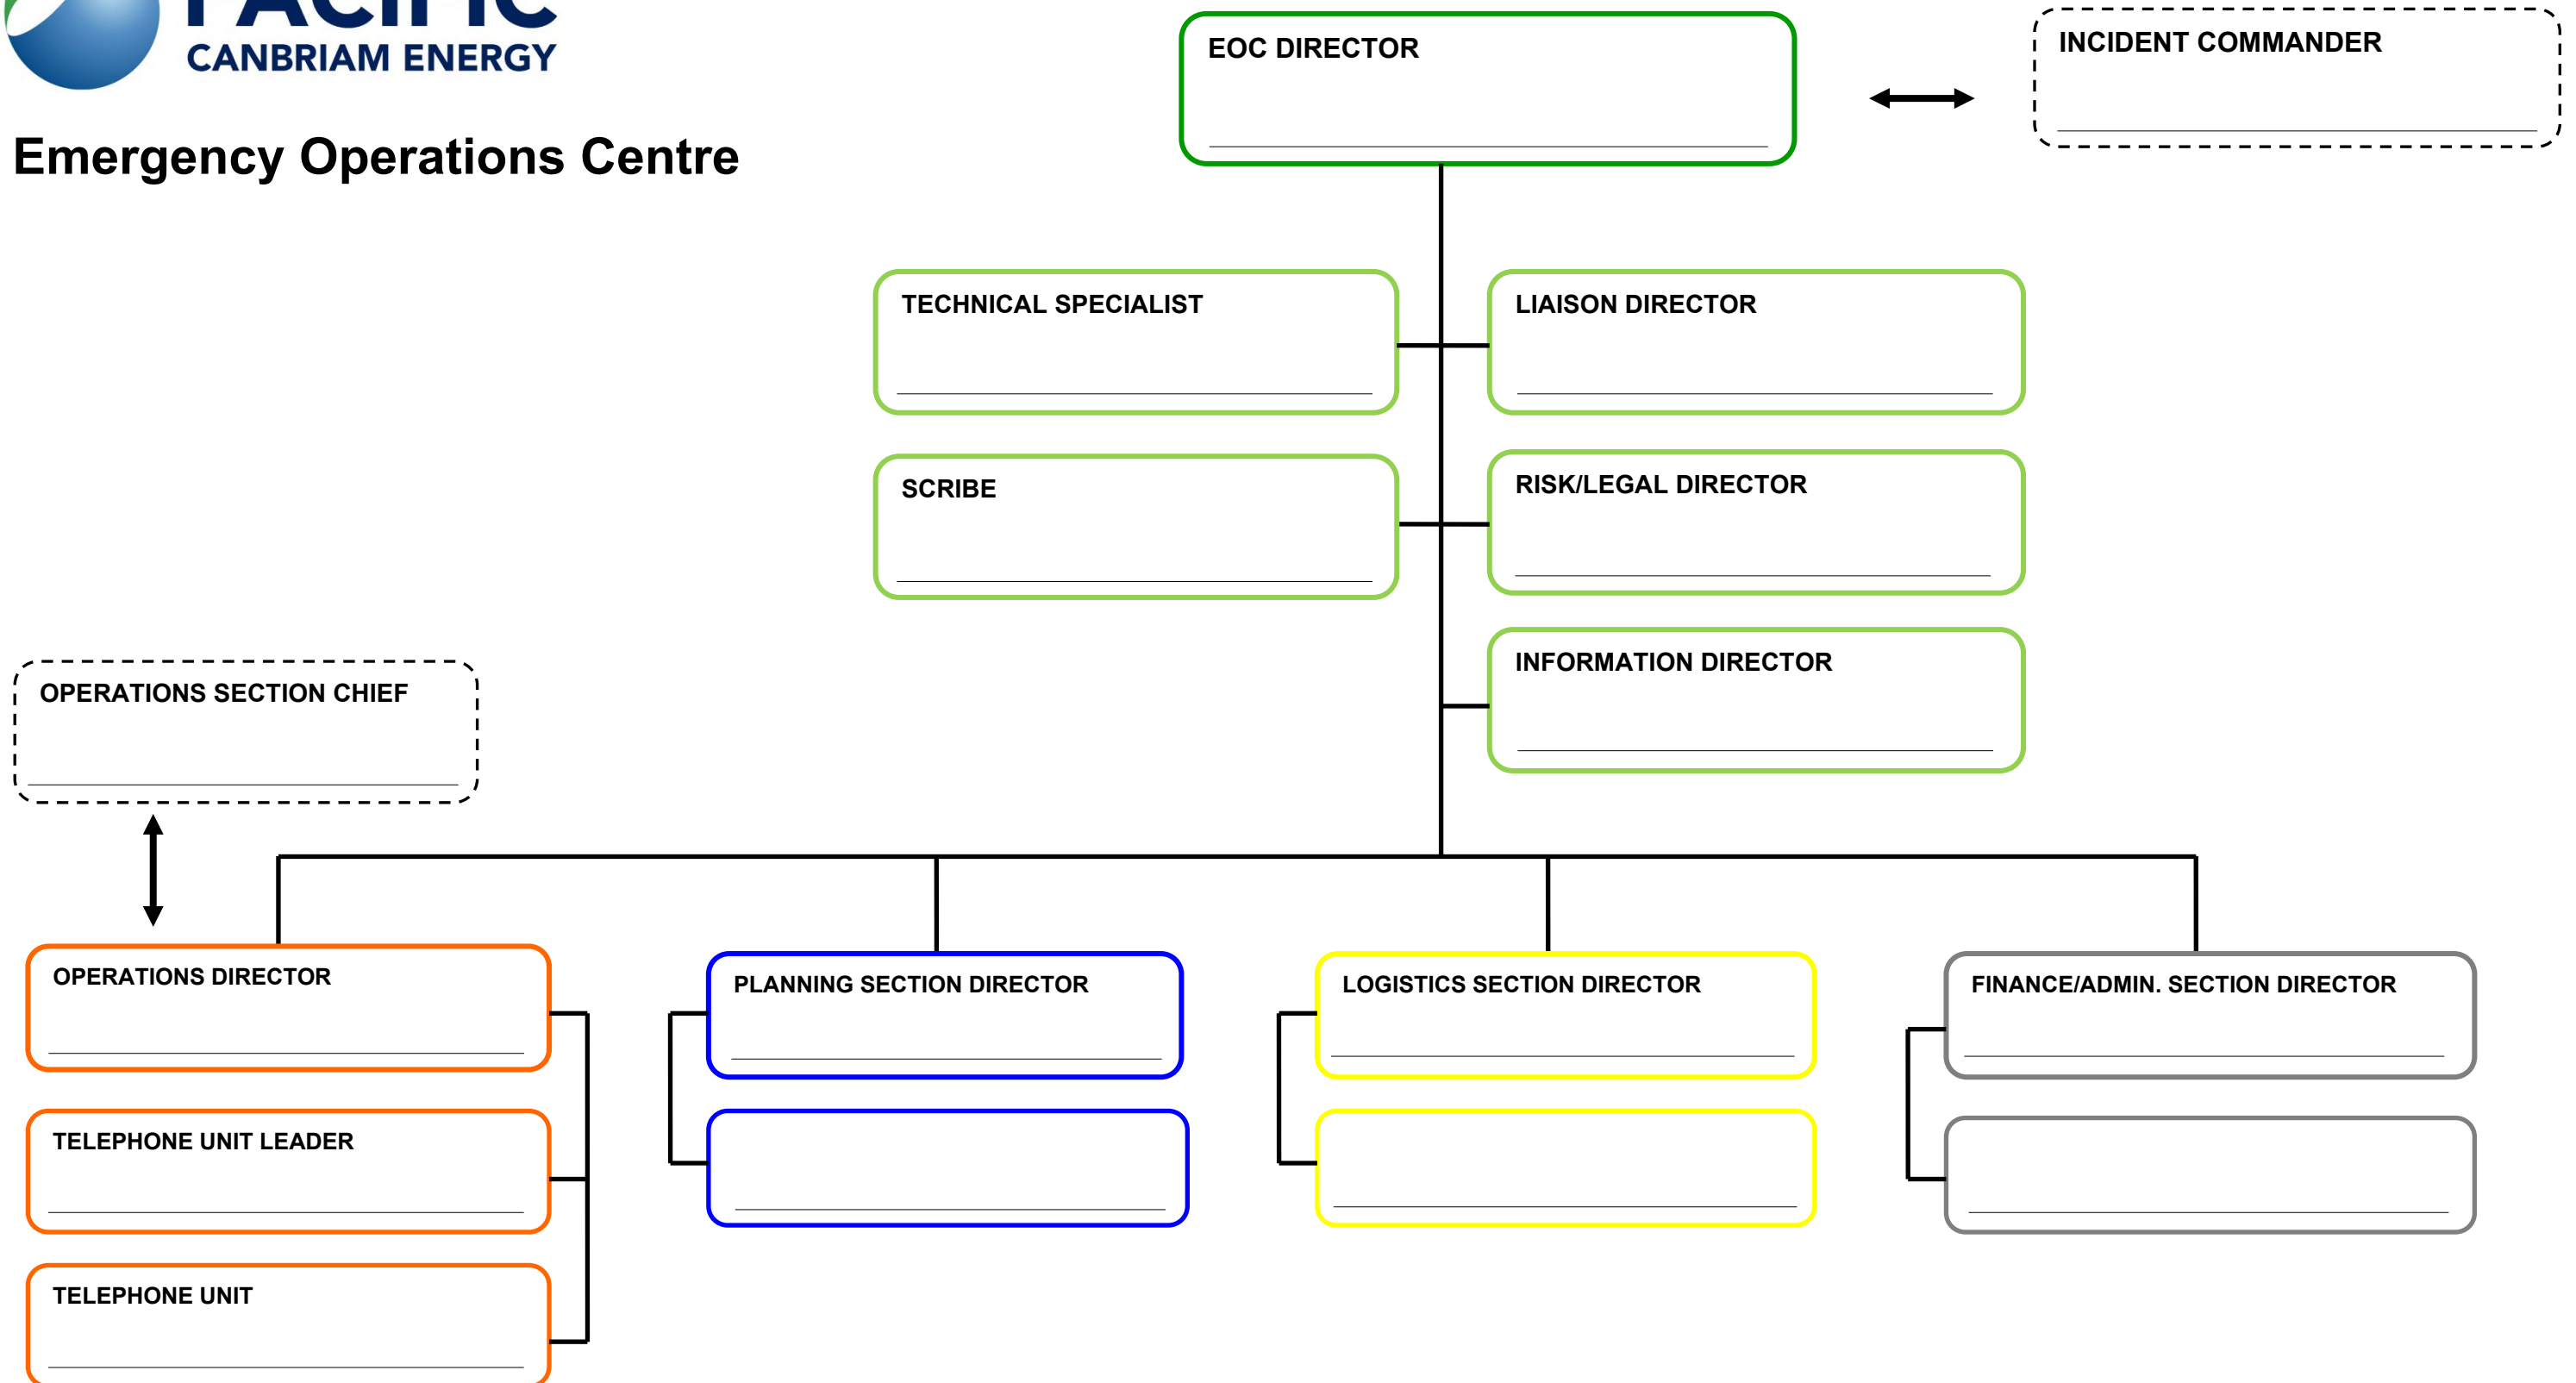 PACIFIC
CANBRIAM ENERGY
Emergency Operations Centre
EOC DIRECTOR
INCIDENT COMMANDER
TECHNICAL SPECIALIST
LIAISON DIRECTOR
SCRIBE
RISK/LEGAL DIRECTOR
INFORMATION DIRECTOR
OPERATIONS SECTION CHIEF
OPERATIONS DIRECTOR
PLANNING SECTION DIRECTOR
LOGISTICS SECTION DIRECTOR
FINANCE/ADMIN. SECTION DIRECTOR
TELEPHONE UNIT LEADER
TELEPHONE UNIT